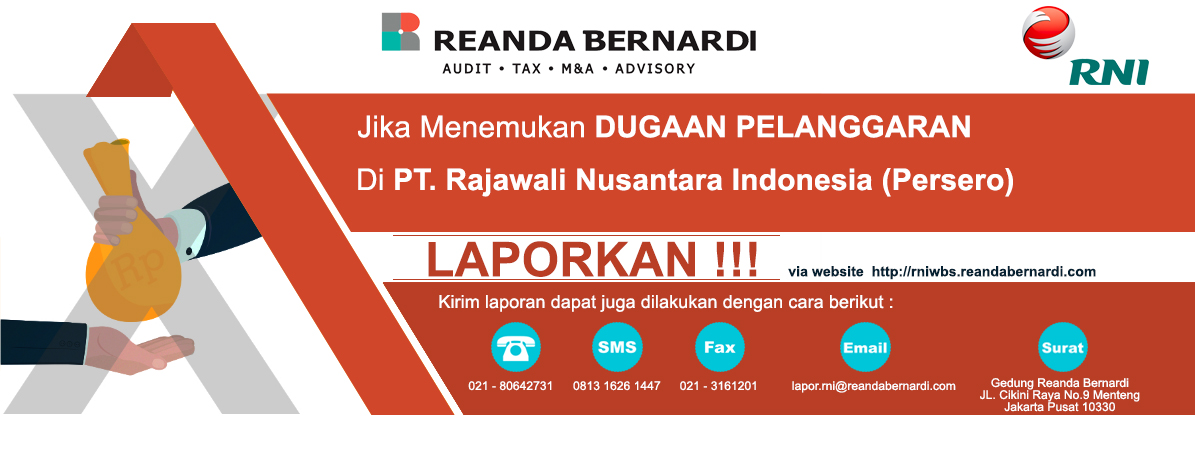 REANDA BERNARDI
AUDIT • TAX • M&A • ADVISORY
RNI
Jika Menemukan DUGAAN PELANGGARAN
Di PT. Rajawali Nusantara Indonesia (Persero)
LAPORKAN !!!
via website http://rniwbs.reandabernardi.com
Kirim laporan dapat juga dilakukan dengan cara berikut :
SMS
Fax
Email
Surat
021 - 80642731
0813 1626 1447
021 - 3161201
lapor.rni@reandabernardi.com
Gedung Reanda Bernardi
JL. Cikini Raya No.9 Menteng
Jakarta Pusat 10330
Rp